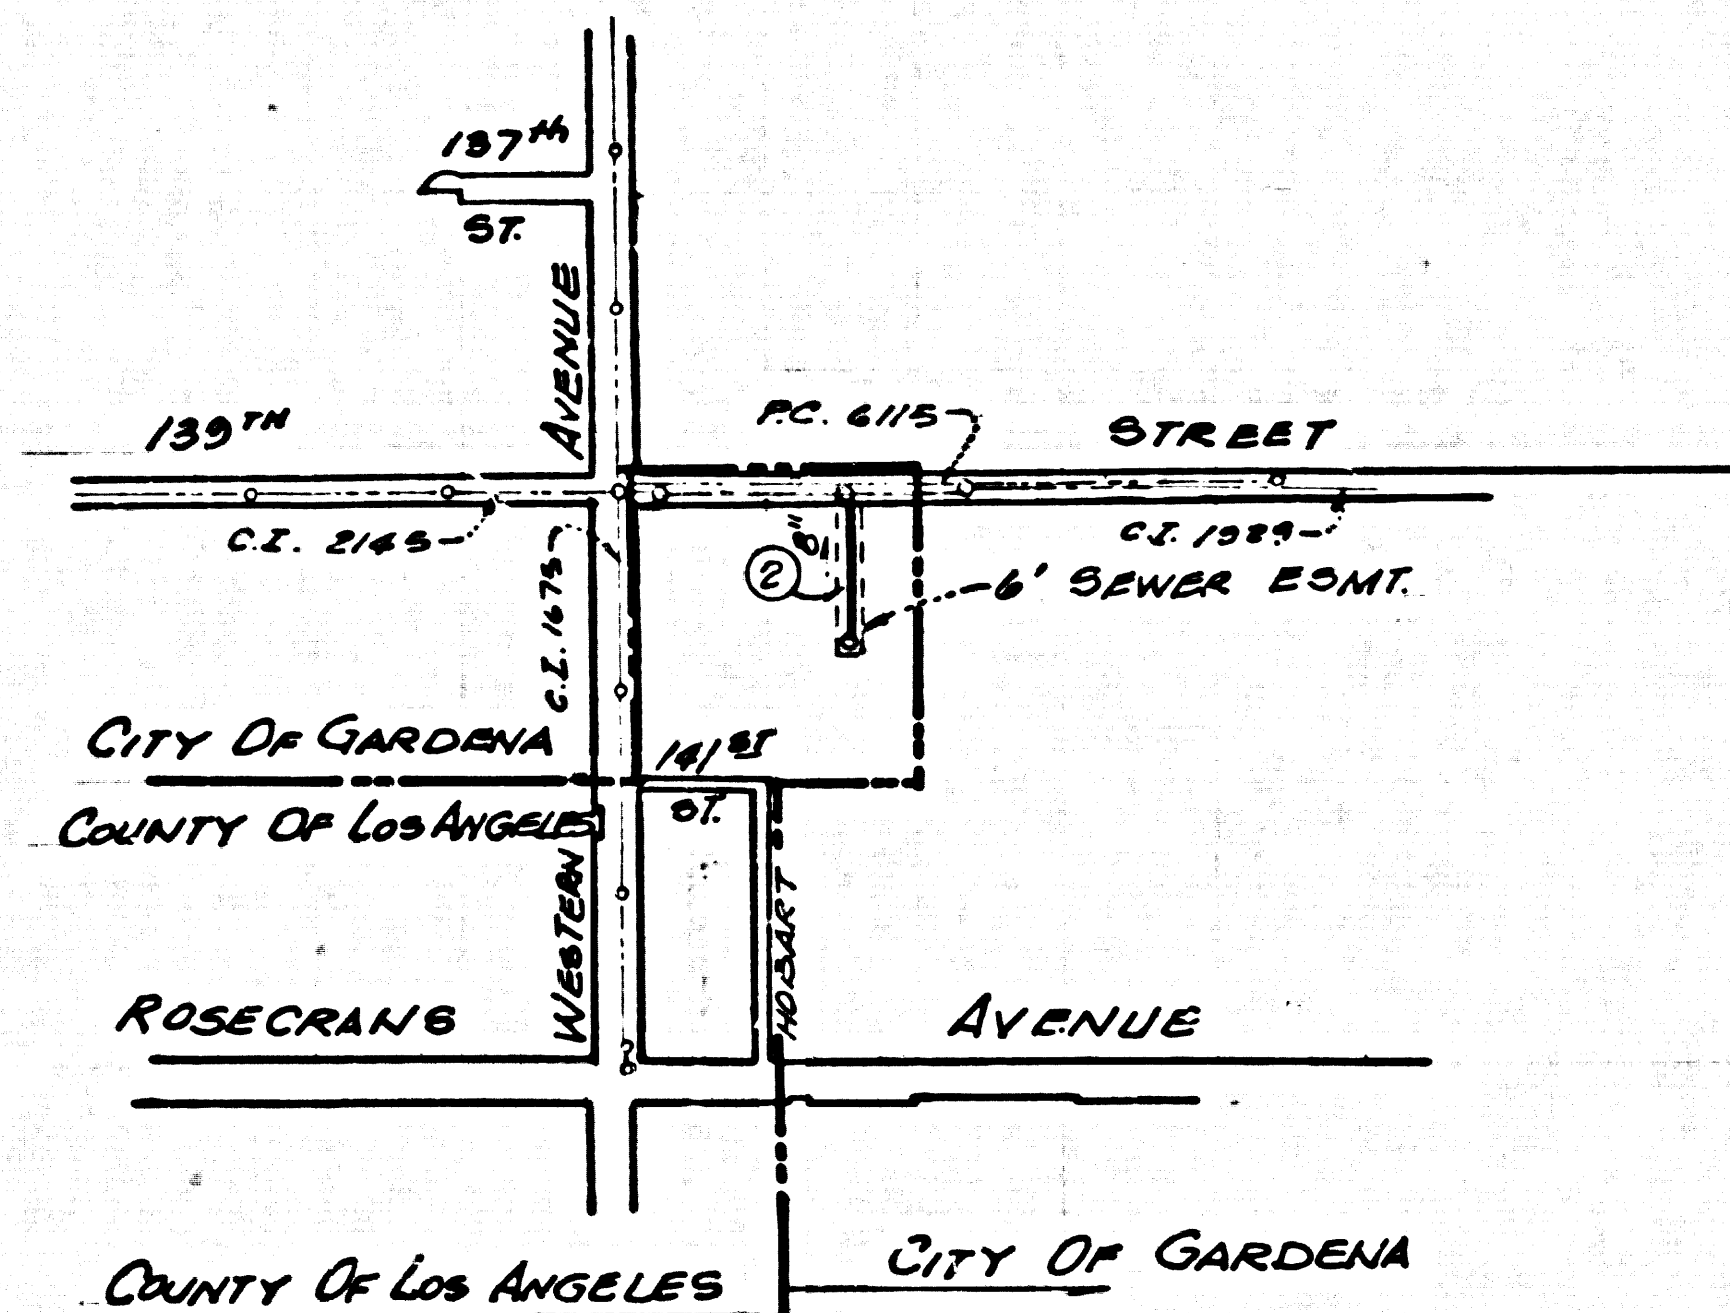 137th
ST.
AVENUE
139TH
P.C. 6115
STREET
C.I. 2145
C.I. 1673
8"
2
C.I. 1989
6' SEWER ESMT.
CITY OF GARDENA
141ST
ST.
COUNTY OF LOS ANGELES
WESTERN
HOBART
ROSECRANS
AVENUE
CITY OF GARDENA
COUNTY OF LOS ANGELES